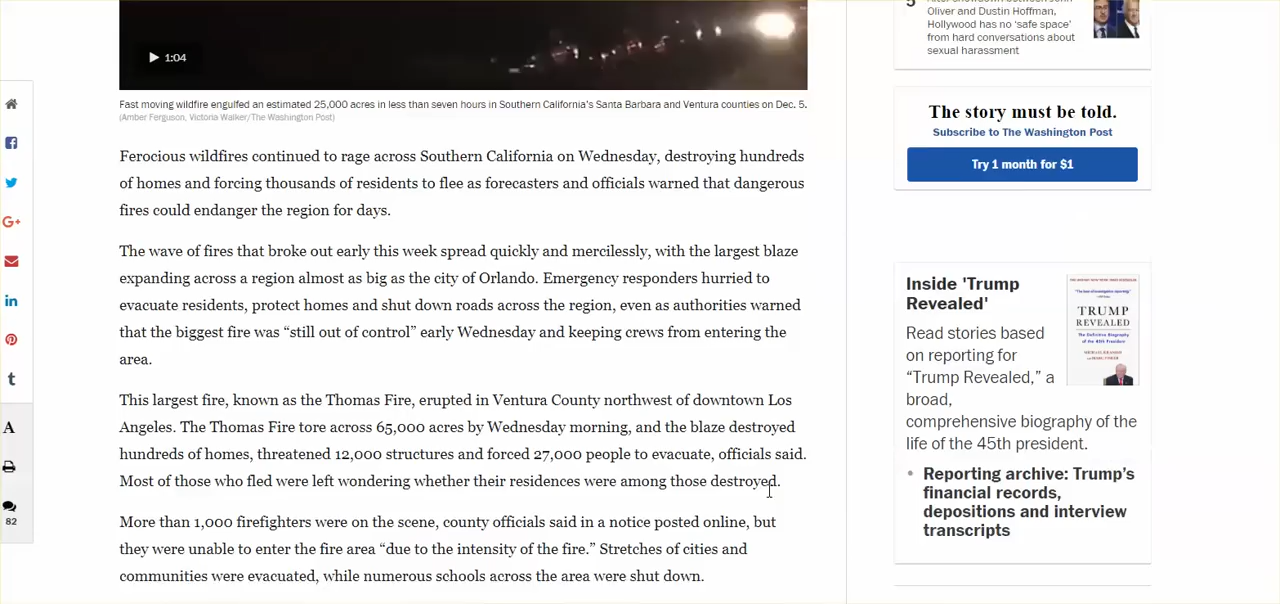 1:04
Fast moving wildfire engulfed an estimated 25,000 acres in less than seven hours in Southern California's Santa Barbara and Ventura counties on Dec. 5.
(Amber Ferguson, Victoria Walker/The Washington Post)
Ferocious wildfires continued to rage across Southern California on Wednesday, destroying hundreds
of homes and forcing thousands of residents to flee as forecasters and officials warned that dangerous
fires could endanger the region for days.
The wave of fires that broke out early this week spread quickly and mercilessly, with the largest blaze
expanding across a region almost as big as the city of Orlando. Emergency responders hurried to
evacuate residents, protect homes and shut down roads across the region, even as authorities warned
that the biggest fire was “still out of control” early Wednesday and keeping crews from entering the
area.
This largest fire, known as the Thomas Fire, erupted in Ventura County northwest of downtown Los
Angeles. The Thomas Fire tore across 65,000 acres by Wednesday morning, and the blaze destroyed
hundreds of homes, threatened 12,000 structures and forced 27,000 people to evacuate, officials said.
Most of those who fled were left wondering whether their residences were among those destroyed.
More than 1,000 firefighters were on the scene, county officials said in a notice posted online, but
they were unable to enter the fire area “due to the intensity of the fire.” Stretches of cities and
communities were evacuated, while numerous schools across the area were shut down.
G+
in
t
A
82
5
Oliver and Dustin Hoffman,
Hollywood has no ‘safe space’
from hard conversations about
sexual harassment
The story must be told.
Subscribe to The Washington Post
Try 1 month for $1
Inside 'Trump
Revealed'
Read stories based
on reporting for
“Trump Revealed,” a
broad,
comprehensive biography of the
life of the 45th president.
TRUMP
REVEALED
Reporting archive: Trump’s
financial records,
depositions and interview
transcripts